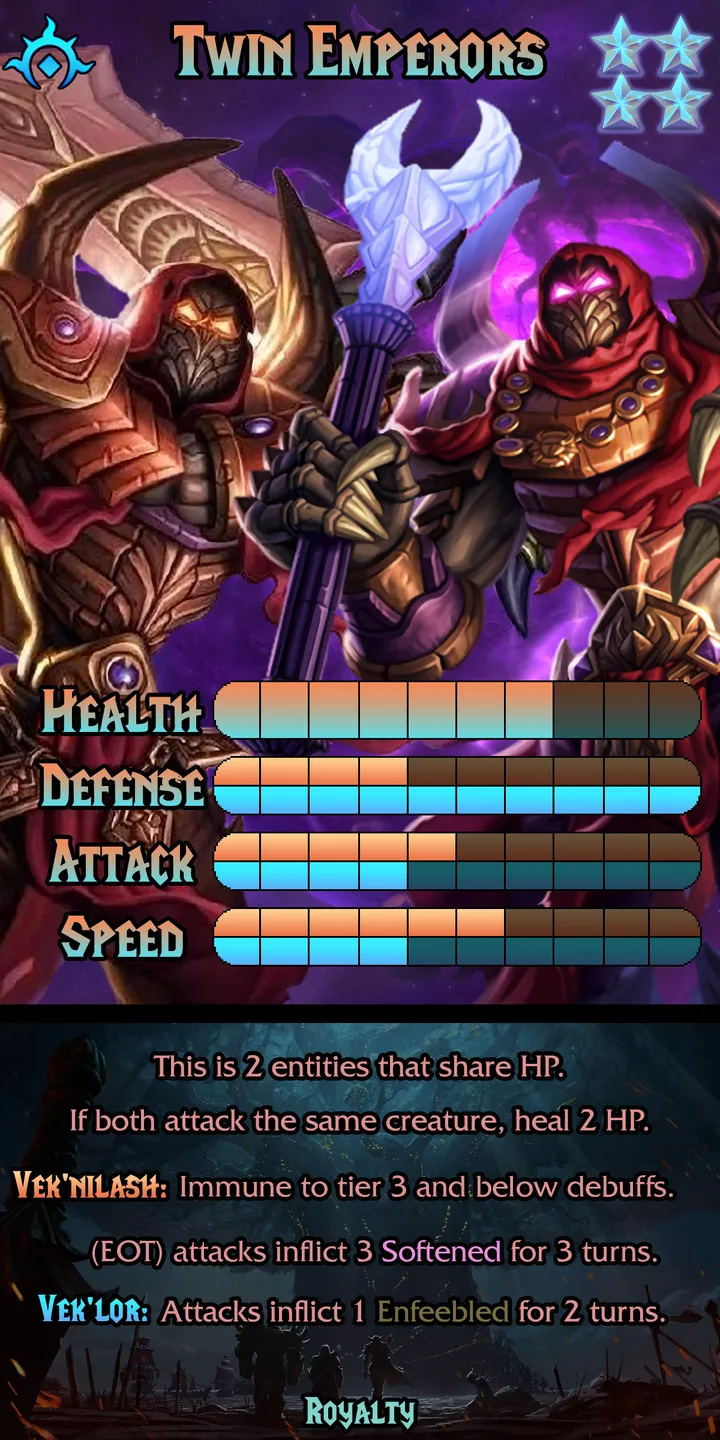 Twin Emperors
Health
Defense
Attack
Speed
This is 2 entities that share HP.
If both attack the same creature, heal 2 HP.
Vek'nilash: Immune to tier 3 and below debuffs.
(EOT) attacks inflict 3 Softened for 3 turns.
Vek'lor: Attacks inflict 1 Enfeebled for 2 turns.
Royalty